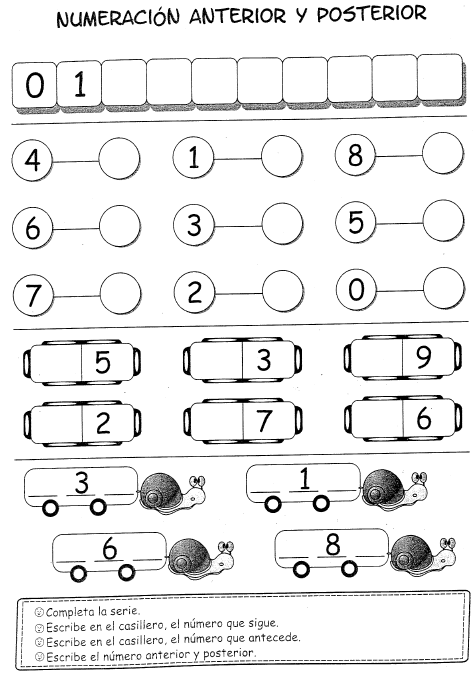 NUMERACIÓN ANTERIOR Y POSTERIOR
0 1
4 1 8
6 3 5
7 2 0
5 3 9
2 7 6
3 1
6 8
Completa la serie.
Escribe en el casillero, el número que sigue.
Escribe en el casillero, el número que antecede.
Escribe el número anterior y posterior.